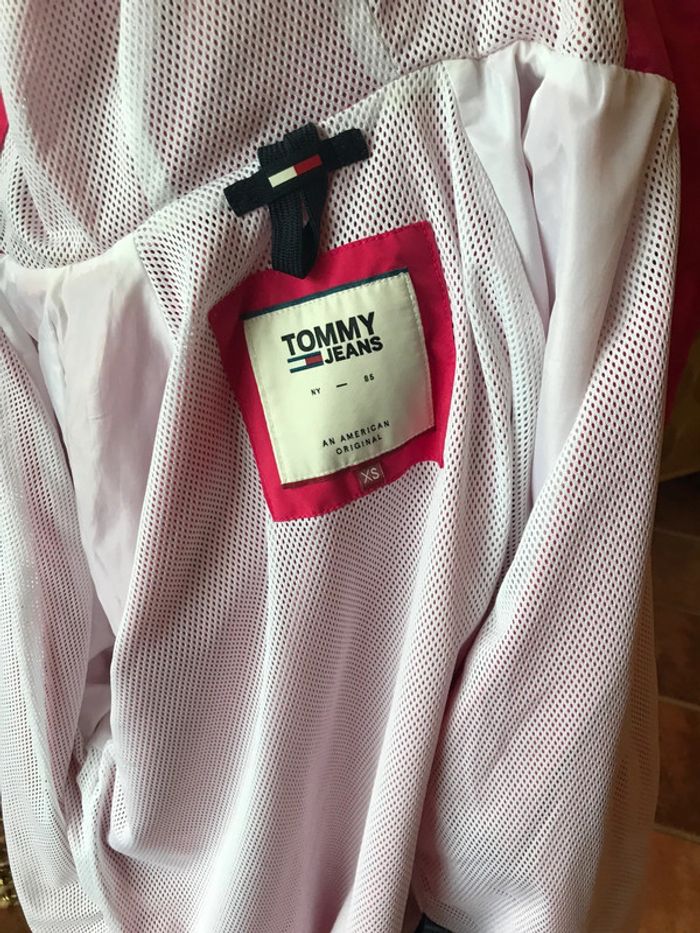 TOMMY
JEANS
NY — 85
AN AMERICAN
ORIGINAL
XS